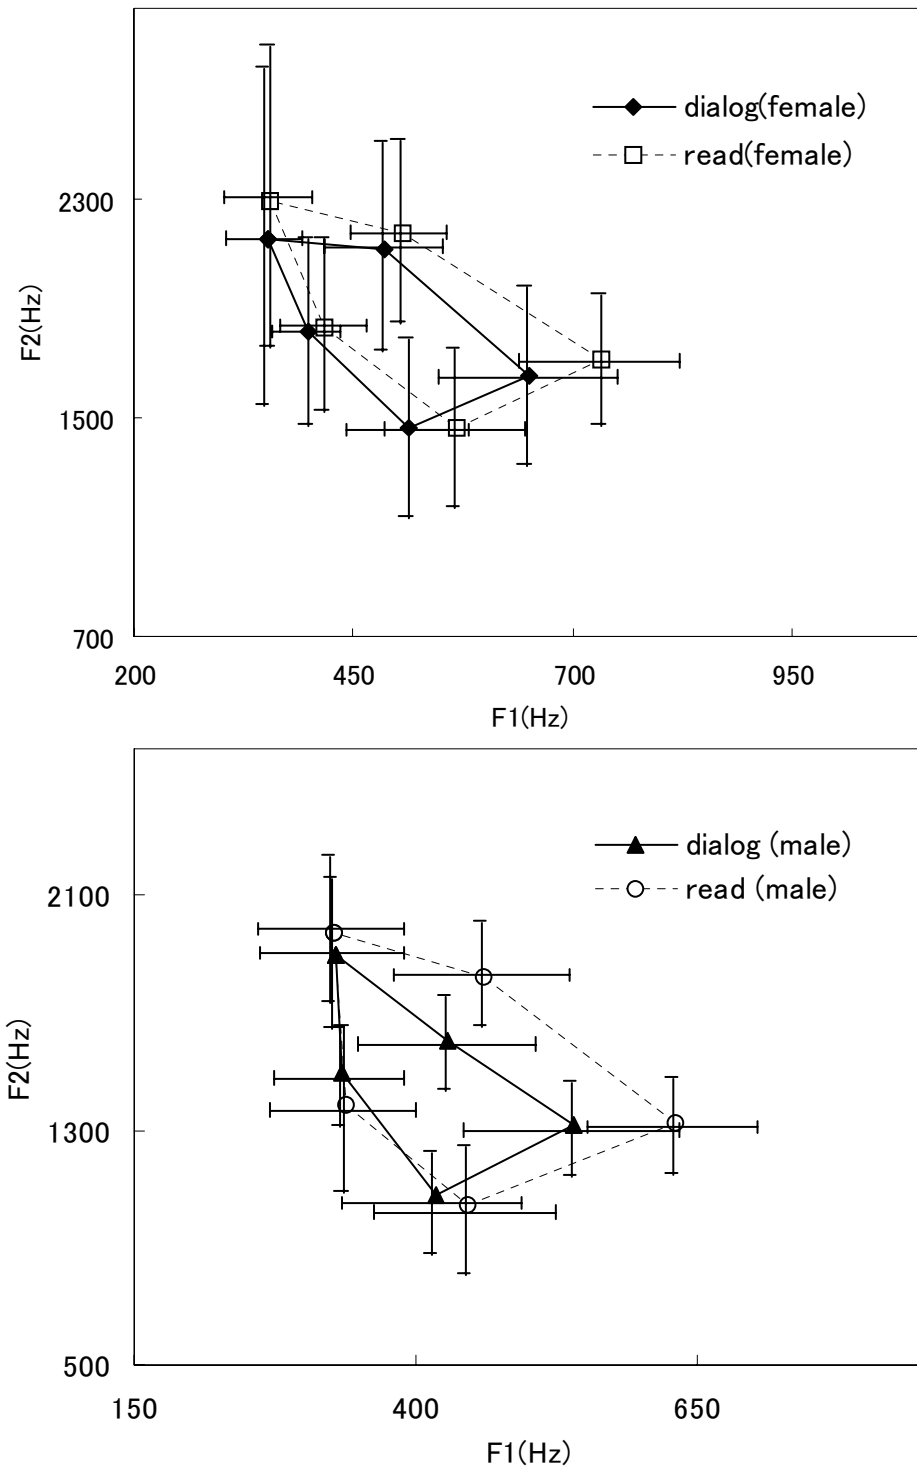 dialog(female)
read(female)
2300
1500
700
F2(Hz)
200 450 700 950
F1(Hz)
dialog (male)
read (male)
2100
1300
500
F2(Hz)
150 400 650
F1(Hz)